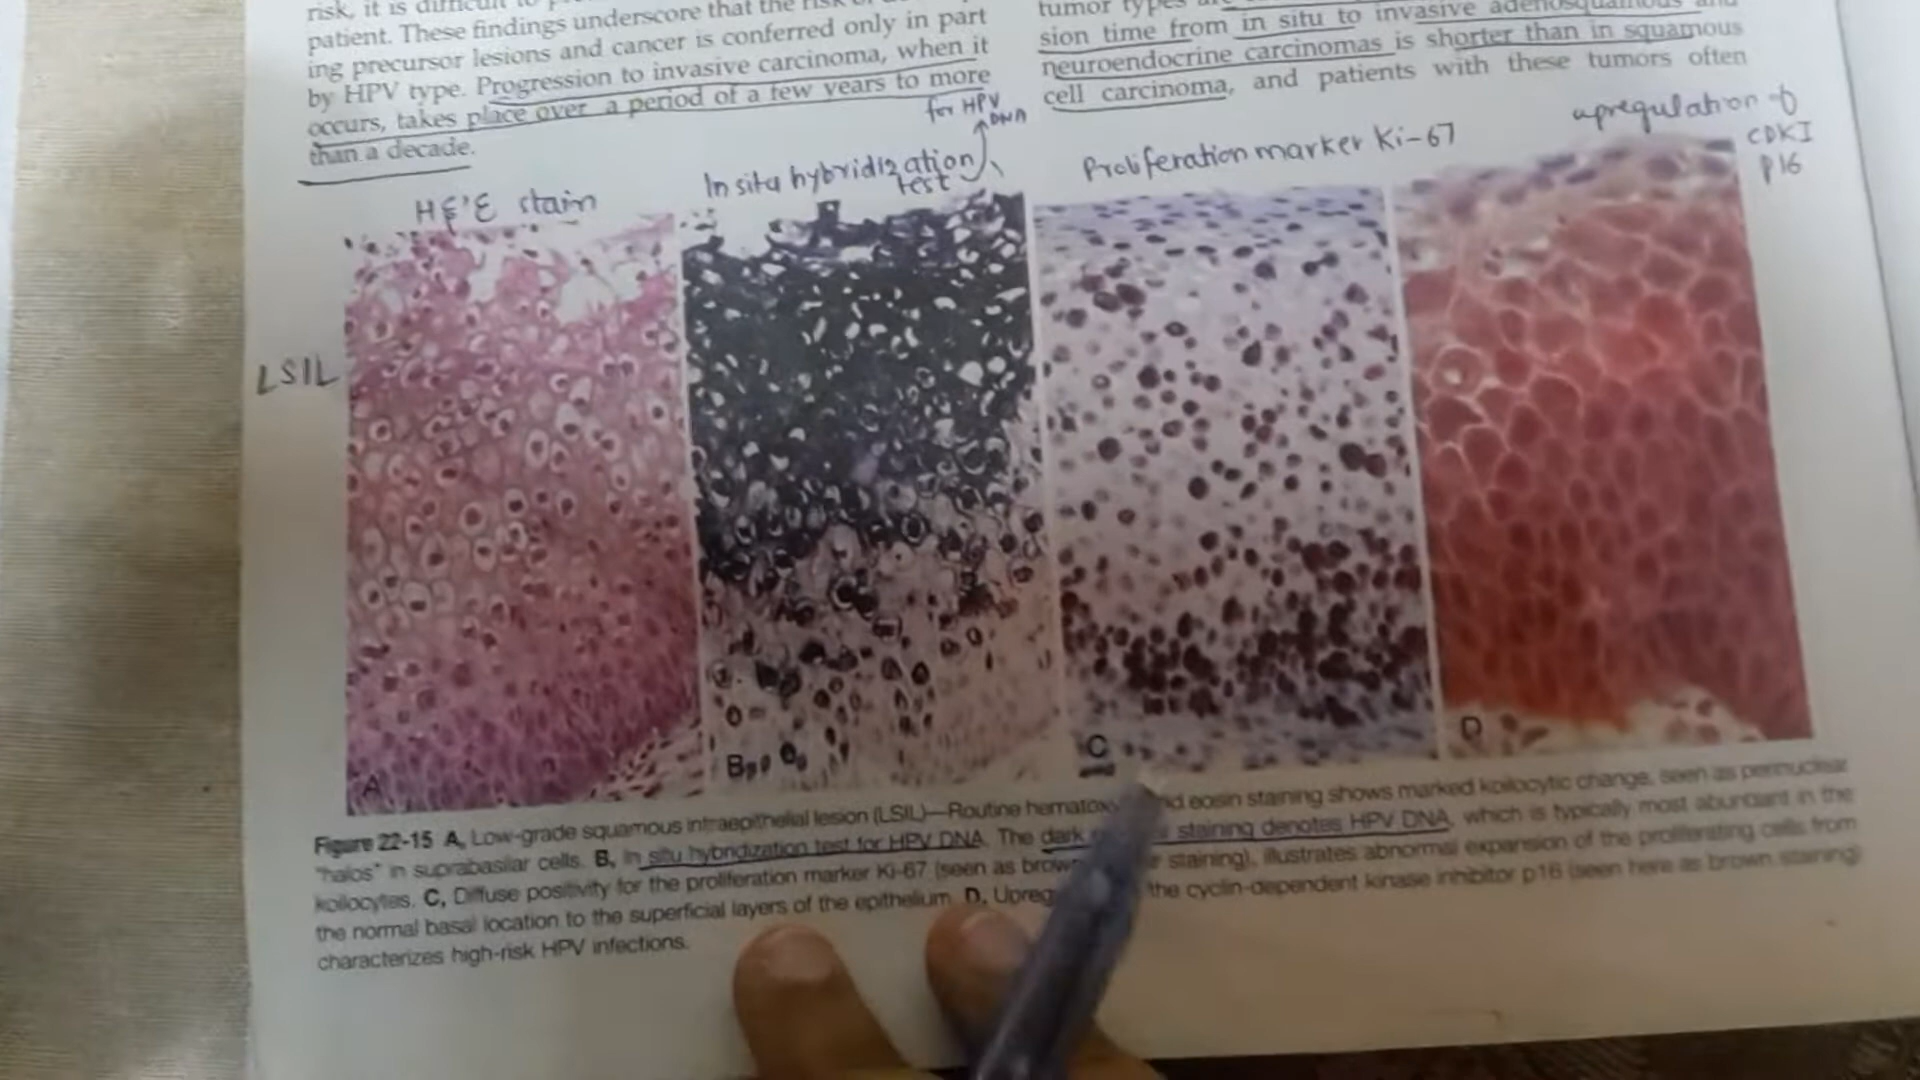 risk, it is difficult to
patient. These findings underscore that the risk of
ing precursor lesions and cancer is conferred only in part
by HPV type. Progression to invasive carcinoma, when it
occurs, takes place over a period of a few years to more
than a decade.
tumor types
sion time from in situ to invasive adenosquamous and
neuroendocrine carcinomas is shorter than in squamous
cell carcinoma, and patients with these tumors often
for HPV
DNA
H & E stain
In situ hybridization
test
Proliferation marker Ki-67
upregulation of
CDKI
P16
LSIL
A
B
C
D
Figure 22-15 A, Low-grade squamous intraepithelial lesion (LSIL)—Routine hematox nd eosin staining shows marked koilocytic change, seen as perinuclear
"halos" in suprabasilar cells. B, In situ hybridization test for HPV DNA. The dark staining denotes HPV DNA, which is typically most abundant in the
koilocytes. C, Diffuse positivity for the proliferation marker Ki-67 (seen as brow staining), illustrates abnormal expansion of the proliferating cells from
the normal basal location to the superficial layers of the epithelium. D, Upreg the cyclin-dependent kinase inhibitor p16 (seen here as brown staining)
characterizes high-risk HPV infections.